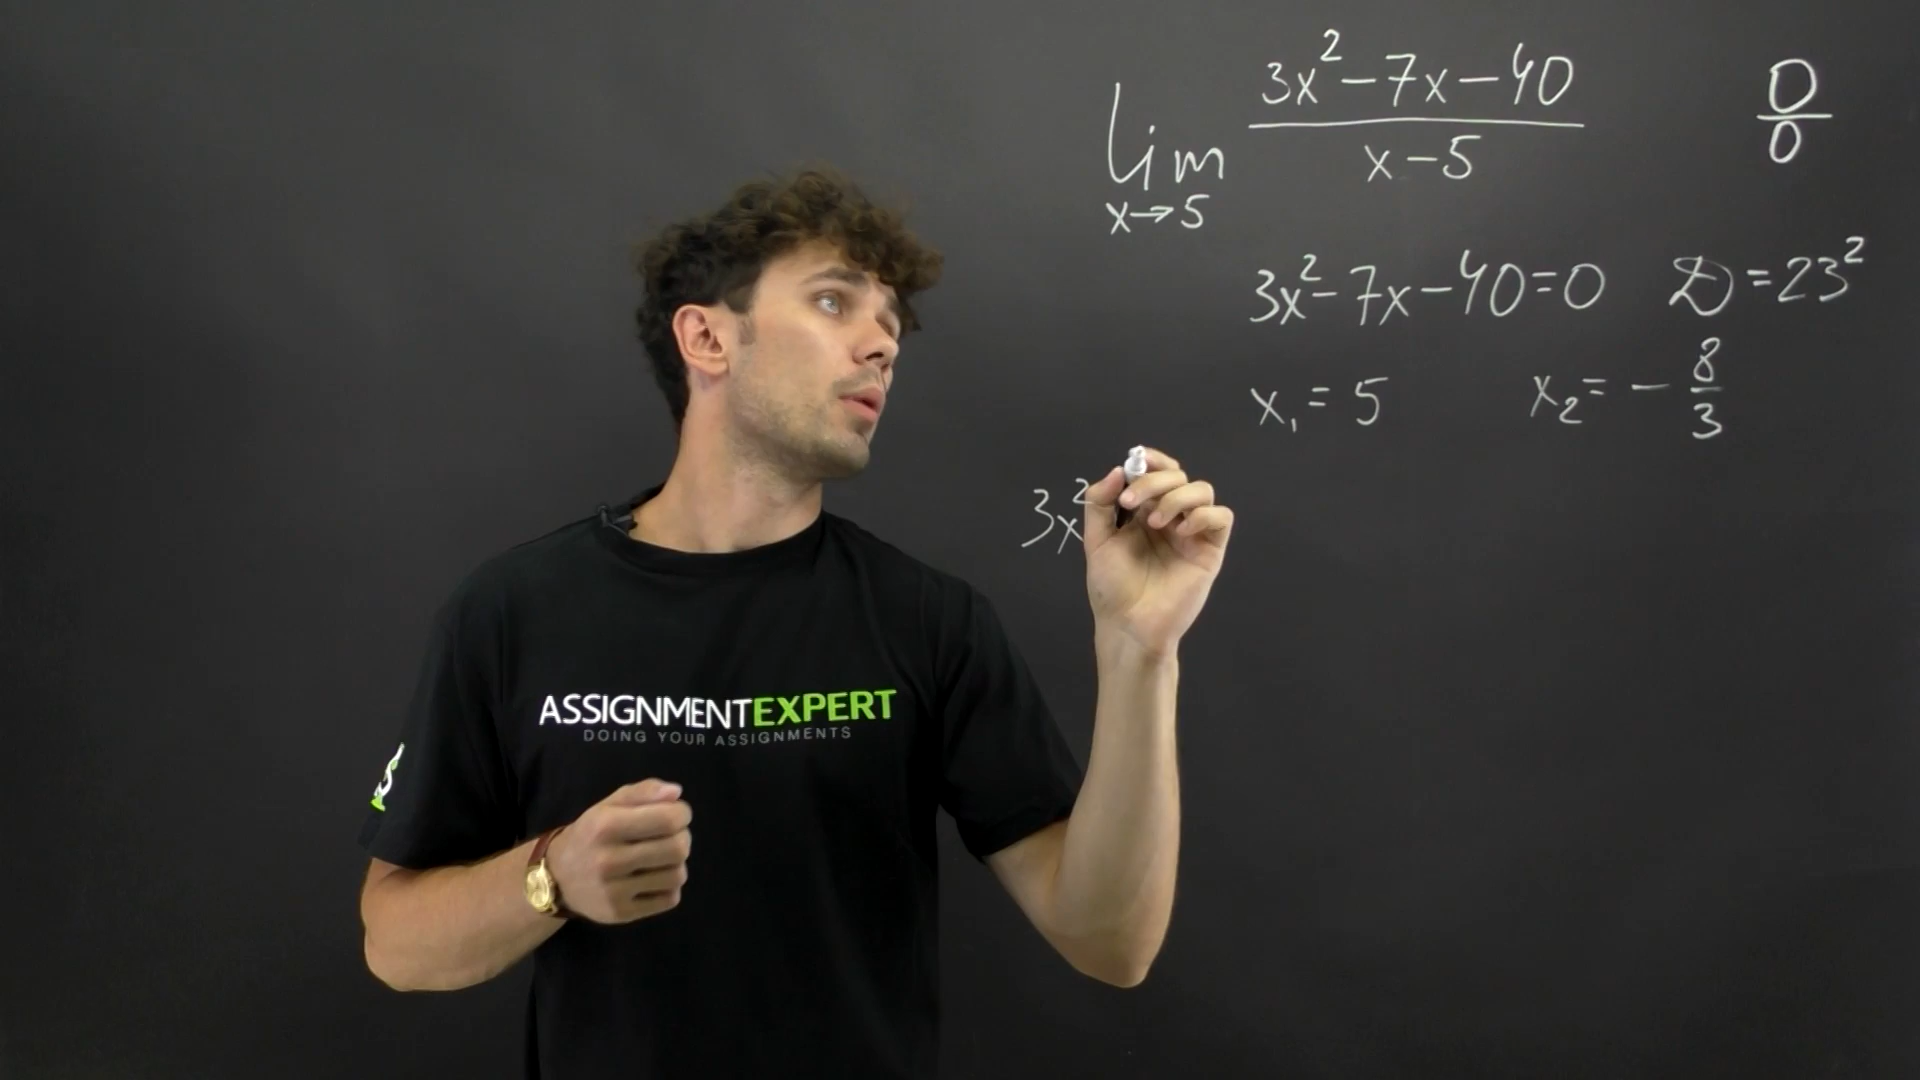 lim x→5 (3x²−7x−40)/(x−5) 0/0
3x²−7x−40=0 D=23²
x₁=5 x₂=−8/3
3x²
ASSIGNMENTEXPERT
DOING YOUR ASSIGNMENTS